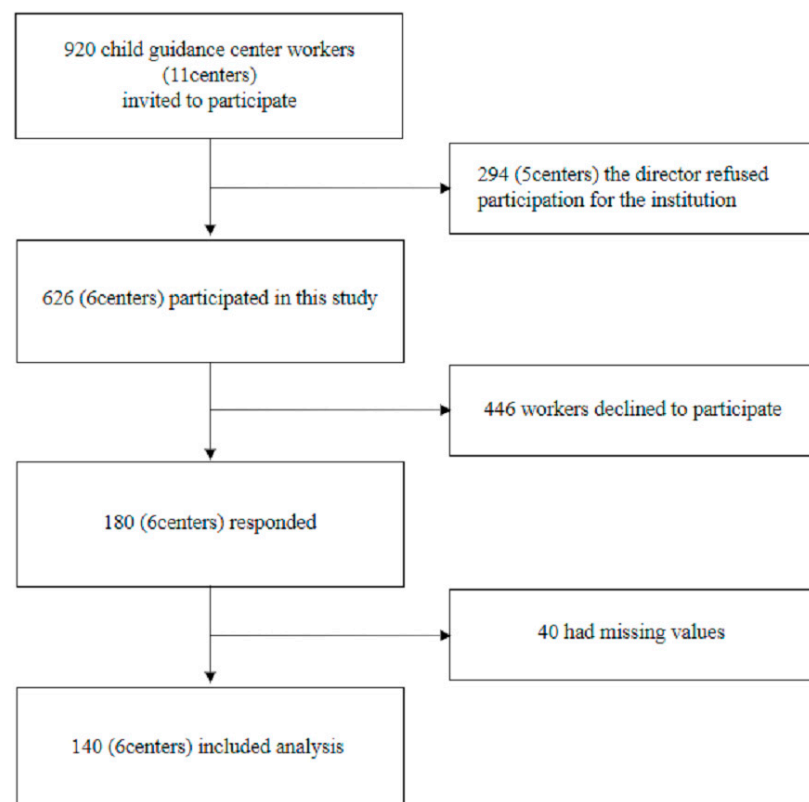 920 child guidance center workers
(11centers)
invited to participate
294 (5centers) the director refused
participation for the institution
626 (6centers) participated in this study
446 workers declined to participate
180 (6centers) responded
40 had missing values
140 (6centers) included analysis